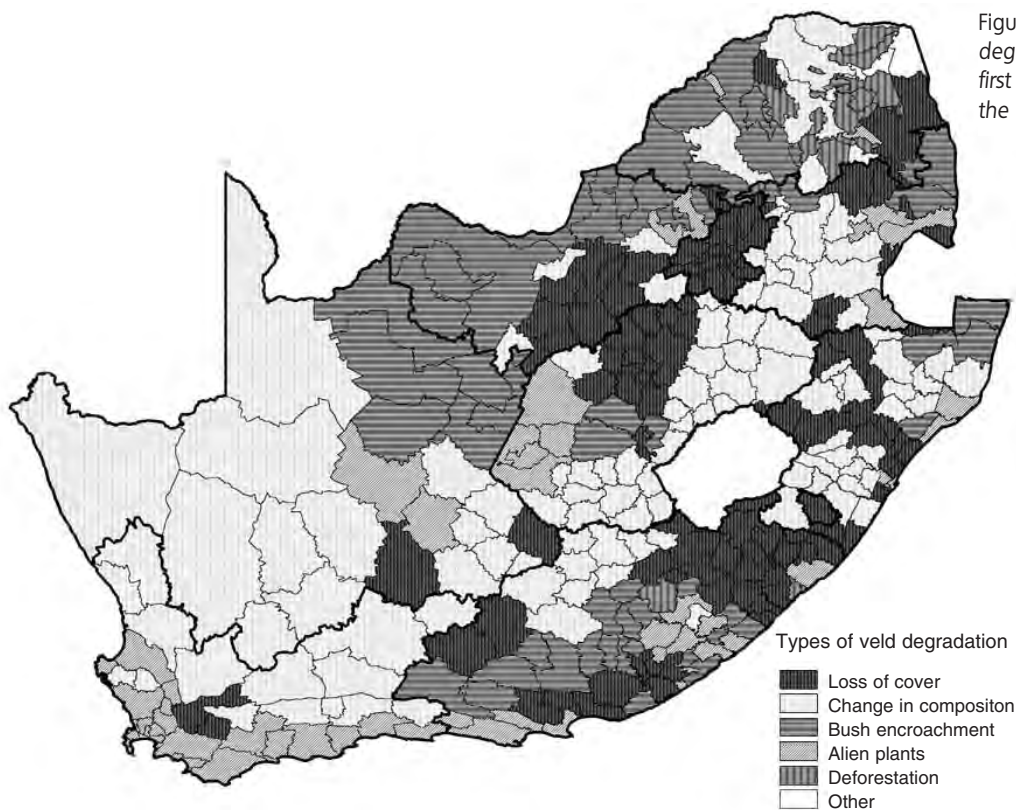 Figu
deg
first
the
Types of veld degradation
Loss of cover
Change in compositon
Bush encroachment
Alien plants
Deforestation
Other